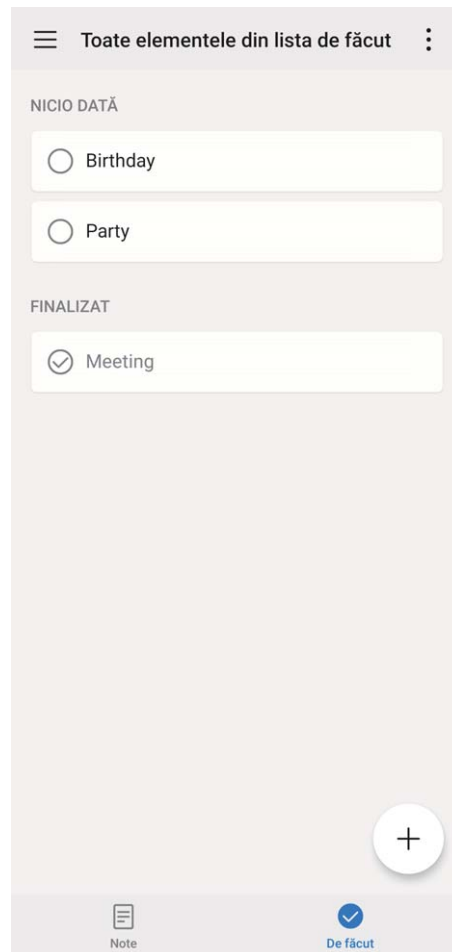 Toate elementele din lista de făcut
NICIO DATĂ
Birthday
Party
FINALIZAT
Meeting
Note
De făcut